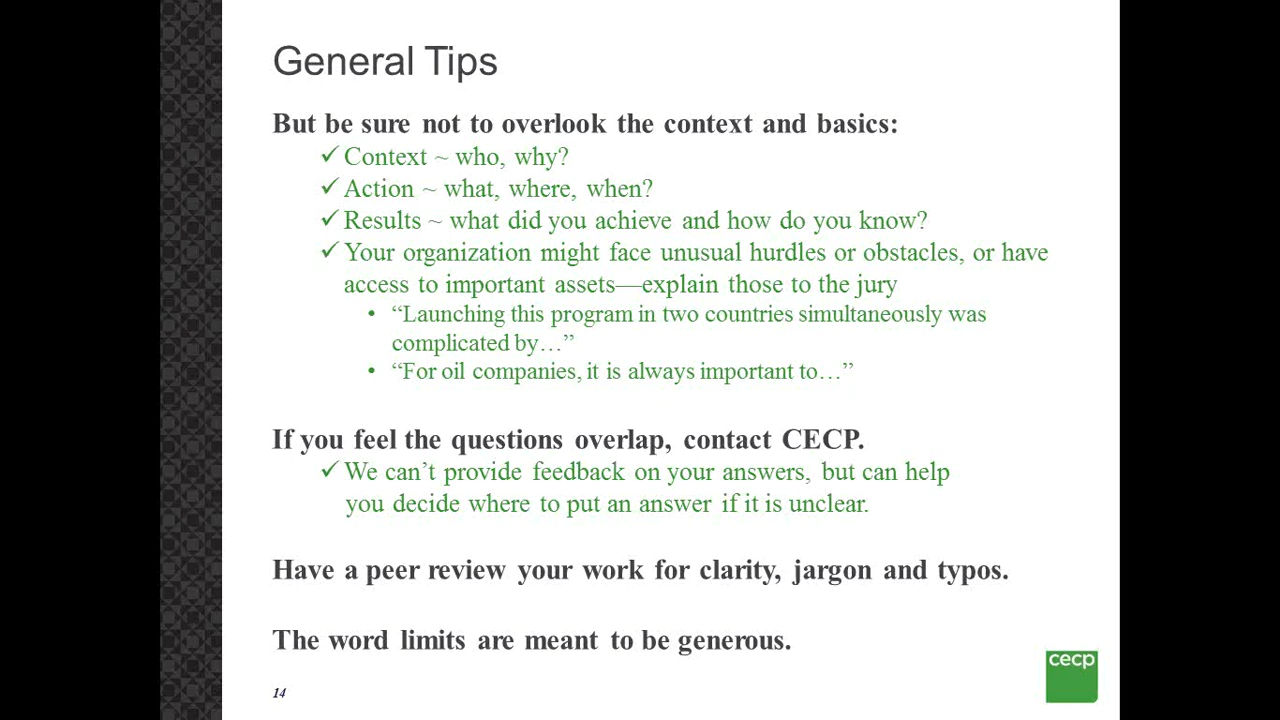 General Tips
But be sure not to overlook the context and basics:
✓ Context ~ who, why?
✓ Action ~ what, where, when?
✓ Results ~ what did you achieve and how do you know?
✓ Your organization might face unusual hurdles or obstacles, or have
access to important assets—explain those to the jury
• “Launching this program in two countries simultaneously was
complicated by…”
• “For oil companies, it is always important to…”
If you feel the questions overlap, contact CECP.
✓ We can’t provide feedback on your answers, but can help
you decide where to put an answer if it is unclear.
Have a peer review your work for clarity, jargon and typos.
The word limits are meant to be generous.
cecp
14